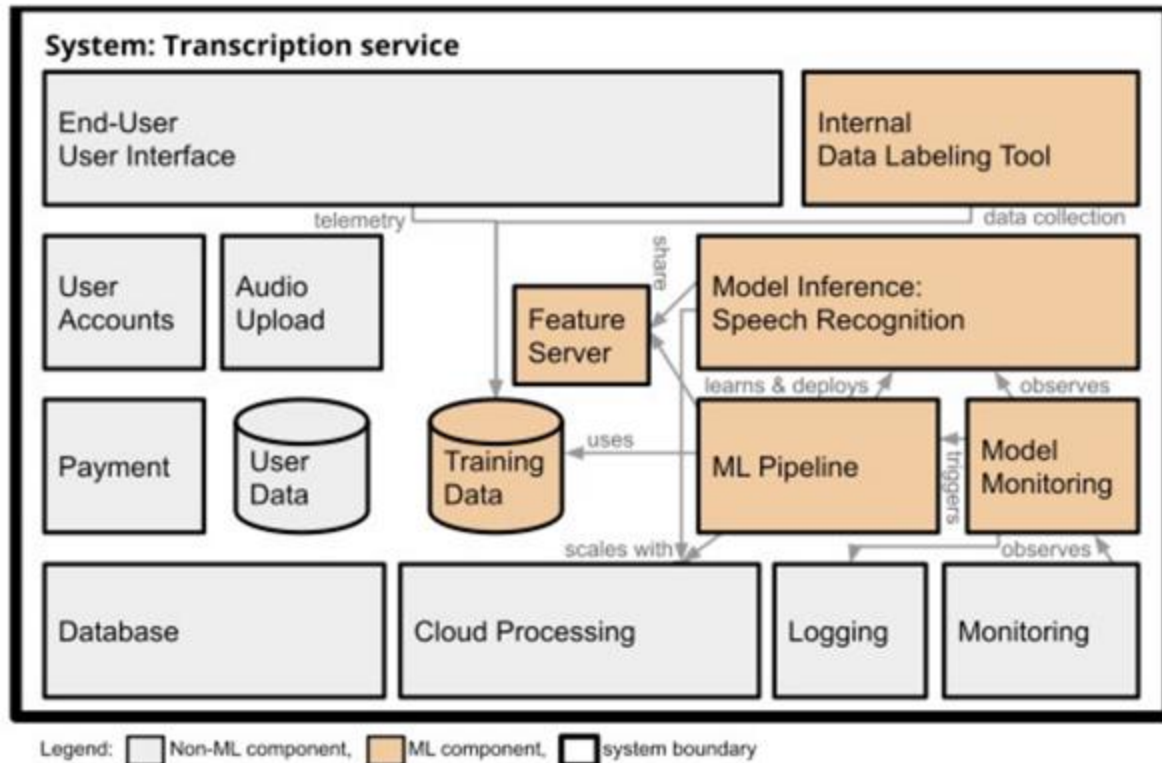 System: Transcription service
End-User
User Interface
Internal
Data Labeling Tool
telemetry
data collection
User
Accounts
Audio
Upload
share
Feature
Server
Model Inference:
Speech Recognition
learns & deploys
observes
Payment
User
Data
Training
Data
uses
ML Pipeline
triggers
Model
Monitoring
scales with
observes
Database
Cloud Processing
Logging
Monitoring
Legend: Non-ML component, ML component, system boundary